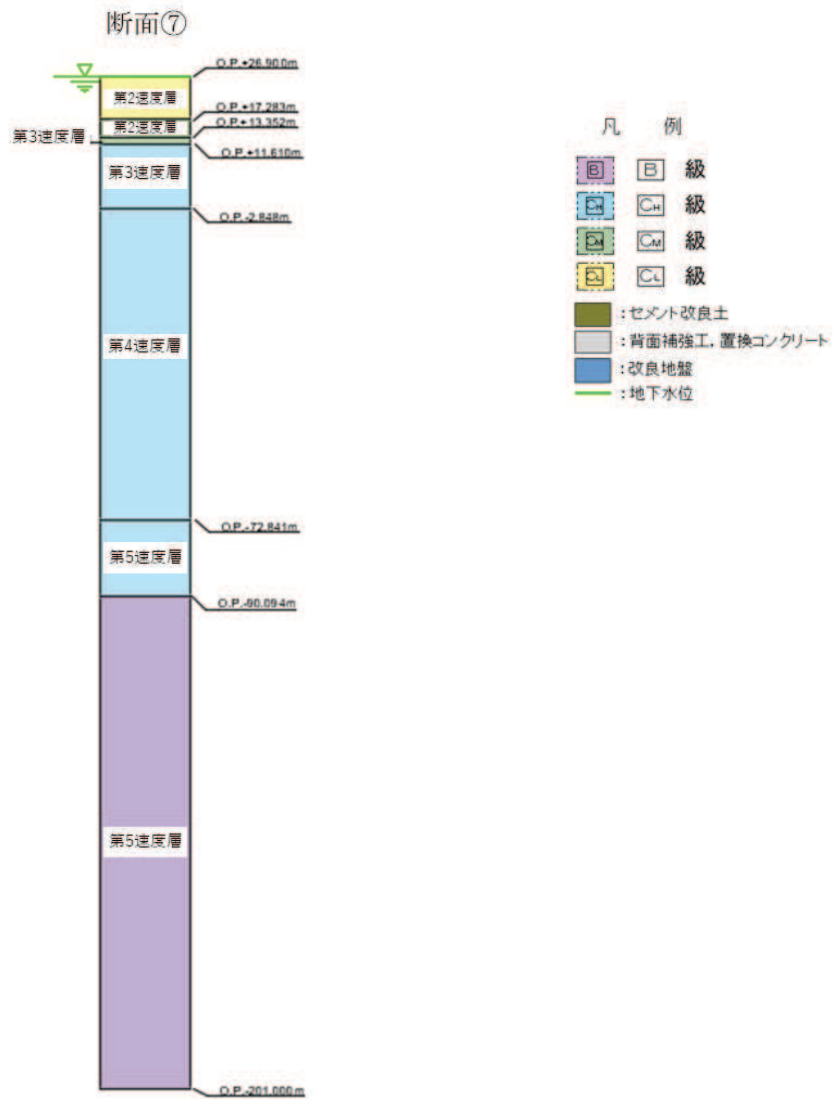 断面⑦
O.P.+26.900m
第2速度層
O.P.+17.283m
第2速度層
O.P.+13.352m
第3速度層
O.P.+11.610m
第3速度層
O.P.-2.848m
第4速度層
O.P.-72.841m
第5速度層
O.P.-90.094m
第5速度層
O.P.-201.000m
凡 例
B B 級
CH CH 級
CM CM 級
CL CL 級
:セメント改良土
:背面補強工,置換コンクリート
:改良地盤
:地下水位